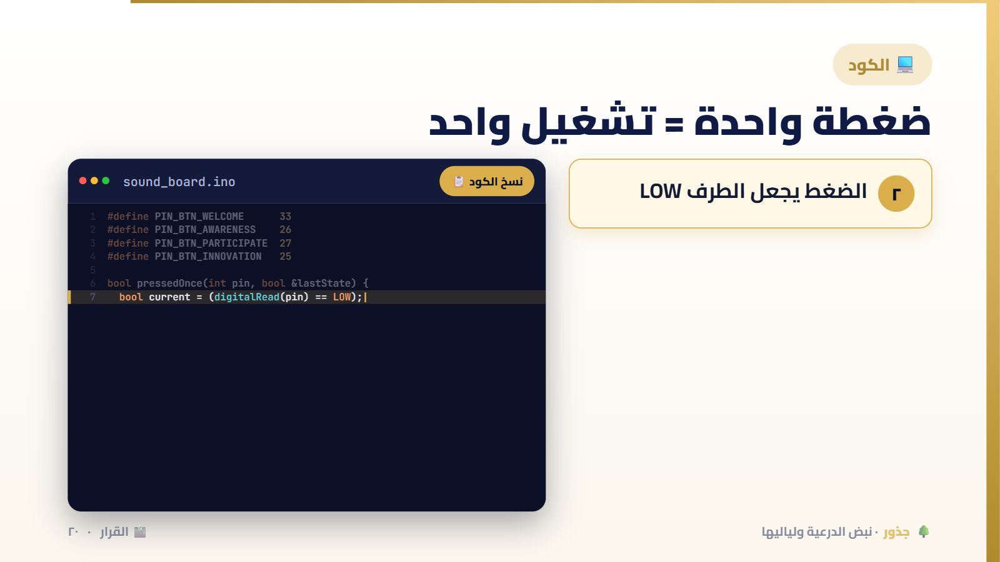 💻 الكود
ضغطة واحدة = تشغيل واحد
٢ الضغط يجعل الطرف LOW
sound_board.ino
نسخ الكود 📋
1 #define PIN_BTN_WELCOME      33
2 #define PIN_BTN_AWARENESS    26
3 #define PIN_BTN_PARTICIPATE  27
4 #define PIN_BTN_INNOVATION   25
5
6 bool pressedOnce(int pin, bool &lastState) {
7   bool current = (digitalRead(pin) == LOW);
🌳 جذور · نبض الدرعية ولياليها
🗳 القرار · ٢٠